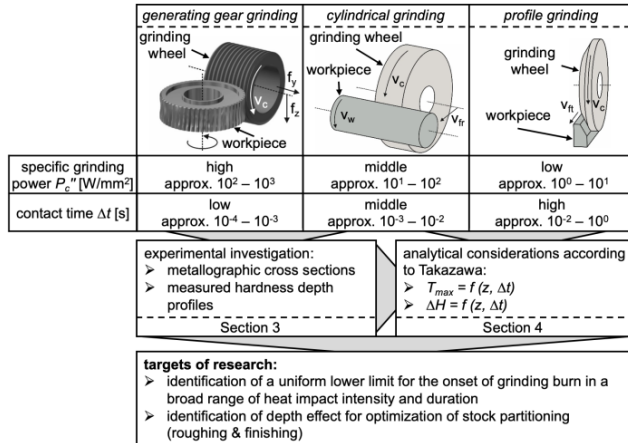 generating gear grinding
cylindrical grinding
profile grinding
grinding wheel
v_c
f_y
f_z
workpiece
grinding wheel
workpiece
v_c
v_w
v_fr
grinding wheel
v_ft
v_c
workpiece
specific grinding power P_c'' [W/mm²]
high
approx. 10² – 10³
middle
approx. 10¹ – 10²
low
approx. 10⁰ – 10¹
contact time Δt [s]
low
approx. 10⁻⁴ – 10⁻³
middle
approx. 10⁻³ – 10⁻²
high
approx. 10⁻² – 10⁰
experimental investigation:
➢ metallographic cross sections
➢ measured hardness depth
profiles
Section 3
analytical considerations according
to Takazawa:
➢ T_max = f (z, Δt)
➢ ΔH = f (z, Δt)
Section 4
targets of research:
➢ identification of a uniform lower limit for the onset of grinding burn in a
broad range of heat impact intensity and duration
➢ identification of depth effect for optimization of stock partitioning
(roughing & finishing)